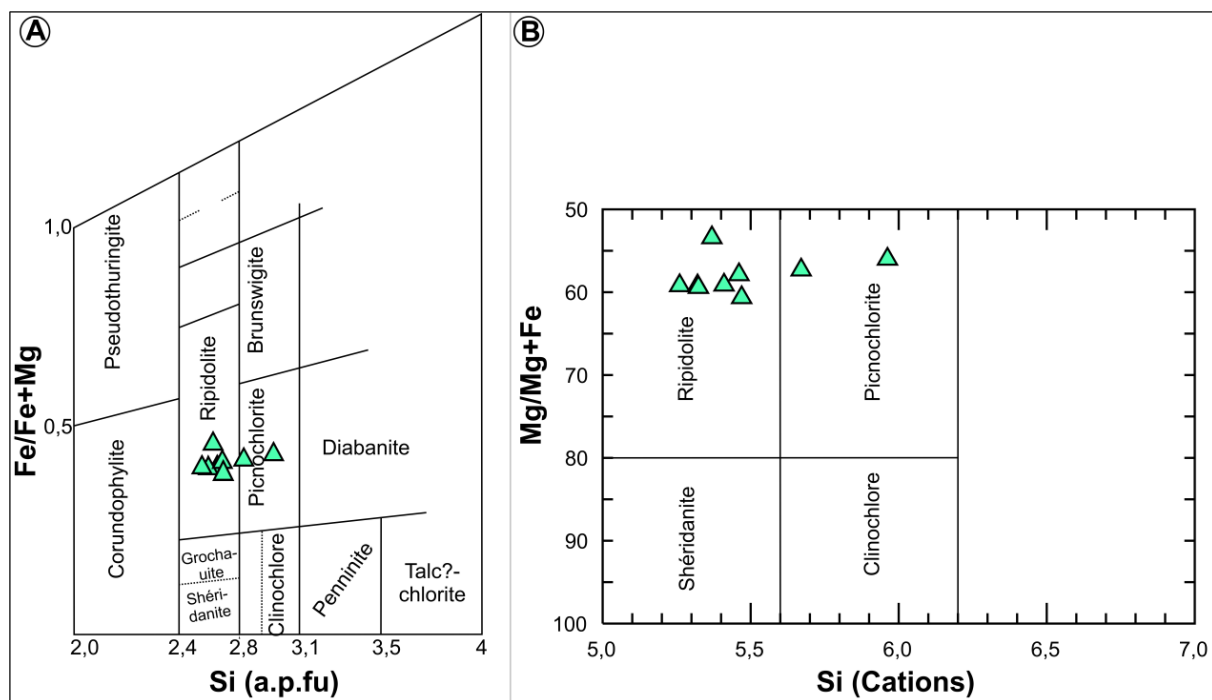 A
Fe/Fe+Mg
1,0
0,5
Pseudothuringite
Corundophylite
Ripidolite
Brunswigite
Picnochlorite
Diabanite
Grocha-
uite
Shéri-
danite
Clinochlore
Penninite
Talc?-
chlorite
2,0
2,4
2,8
3,1
3,5
4
Si (a.p.fu)
B
Mg/Mg+Fe
50
60
70
80
90
100
Ripidolite
Picnochlorite
Shéridanite
Clinochlore
5,0
5,5
6,0
6,5
7,0
Si (Cations)